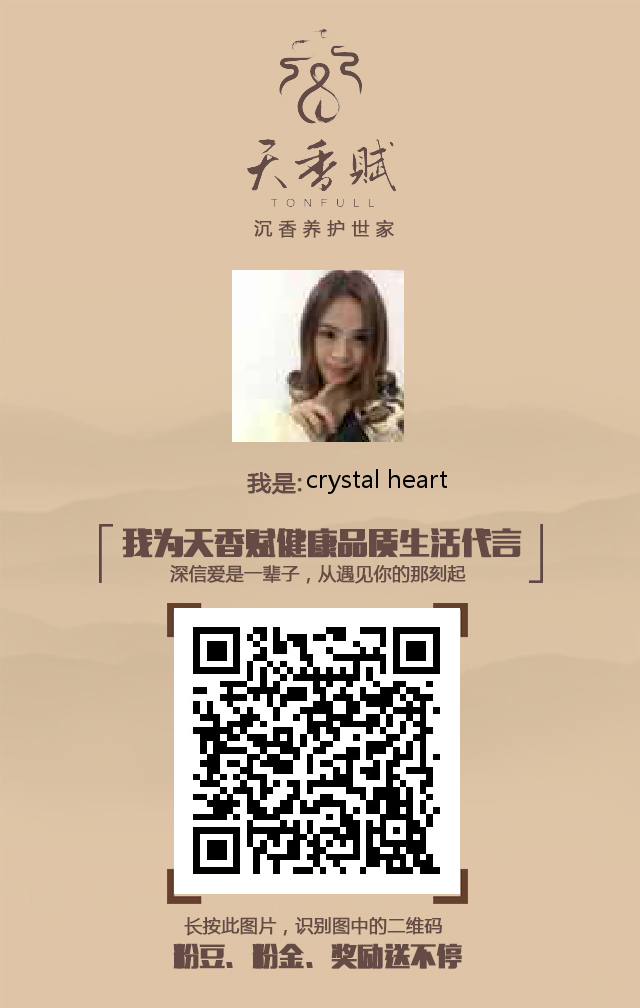 天香赋
TONFULL
沉香养护世家
我是:crystal heart
我为天香赋健康品质生活代言
深信爱是一辈子，从遇见你的那刻起
长按此图片，识别图中的二维码
粉豆、粉金、奖励送不停